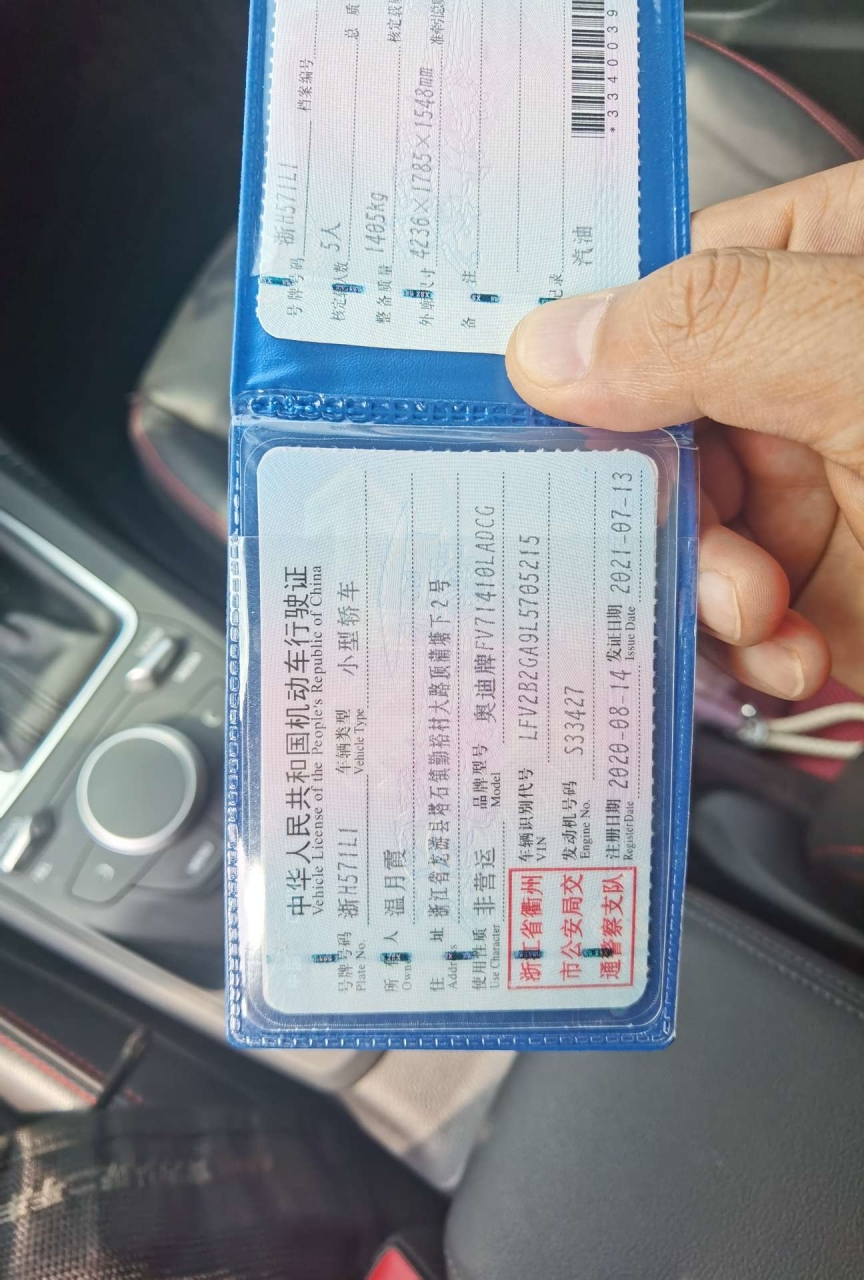 中华人民共和国机动车行驶证
Vehicle License of the People's Republic of China
号牌号码 浙H571L1 车辆类型 小型轿车
Plate No. Vehicle Type
所有人 温月霞
Owner
住址 浙江省龙游县塔石镇勤裕村大路顶蒲塘下2号
Address
使用性质 非营运 品牌型号 奥迪牌FV71410LADCG
Use Character Model
浙江省衢州
市公安局交
通警察支队
车辆识别代号 LFV2B2GA9L5705215
VIN
发动机号码 S33427
Engine No.
注册日期 2020-08-14 发证日期 2021-07-13
Register Date Issue Date
号牌号码 浙H571L1 档案编号
核定载人数 5人 总质
整备质量 1405kg 核定载
外廓尺寸 4236×1785×1548mm 准牵引总
备注
记录 汽油
*3340039